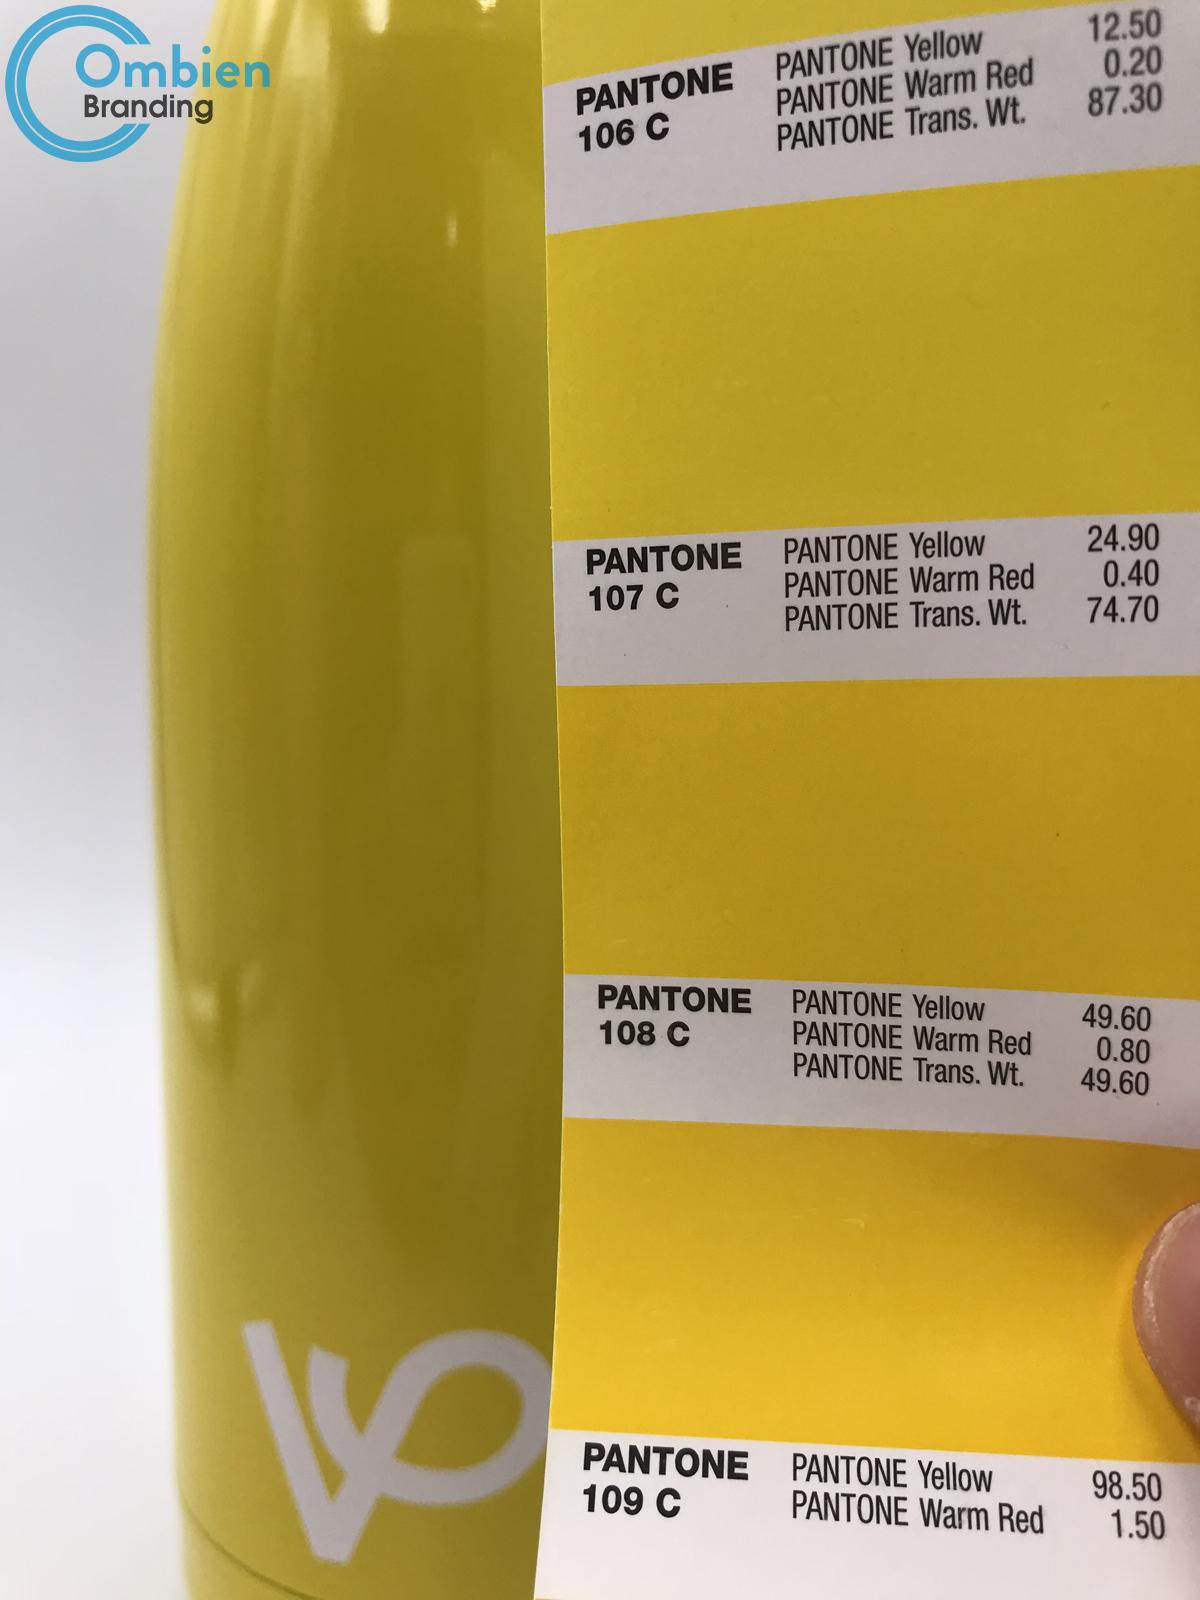 Ombien
Branding
PANTONE
106 C
PANTONE Yellow 12.50
PANTONE Warm Red 0.20
PANTONE Trans. Wt. 87.30
PANTONE
107 C
PANTONE Yellow 24.90
PANTONE Warm Red 0.40
PANTONE Trans. Wt. 74.70
PANTONE
108 C
PANTONE Yellow 49.60
PANTONE Warm Red 0.80
PANTONE Trans. Wt. 49.60
PANTONE
109 C
PANTONE Yellow 98.50
PANTONE Warm Red 1.50